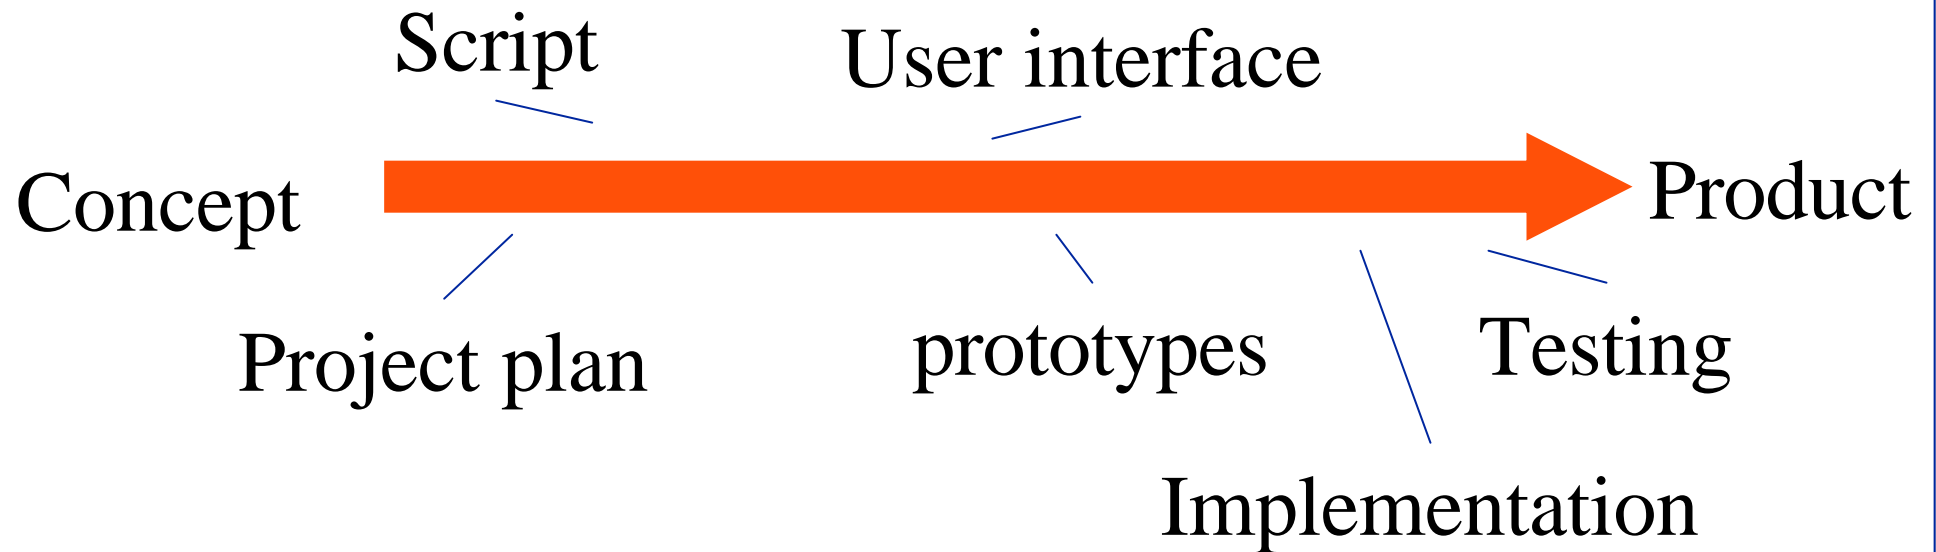 Script
User interface
Concept
Product
Project plan
prototypes
Testing
Implementation